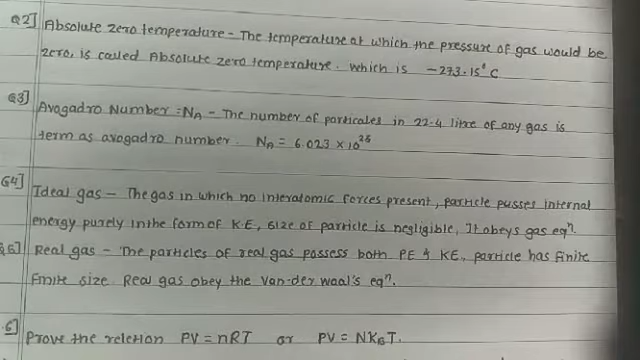 Q2] Absolute zero temperature - The temperature at which the pressure of gas would be
zero, is called Absolute zero temperature. which is -273.15°C
Q3] Avogadro Number :NA - The number of particales in 22.4 litre of any gas is
term as avogadro number. NA = 6.023 × 10²⁵
Q4] Ideal gas - The gas in which no interatomic forces present, particle pusses internal
energy purely in the form of K.E, size of particle is negligible, It obeys gas eqⁿ.
Q5] Real gas - The particles of real gas possess both PE & KE, particle has finite
finite size. Real gas obey the Van-der waal's eqⁿ.
6] Prove the reletion PV = nRT or PV = NKBT.